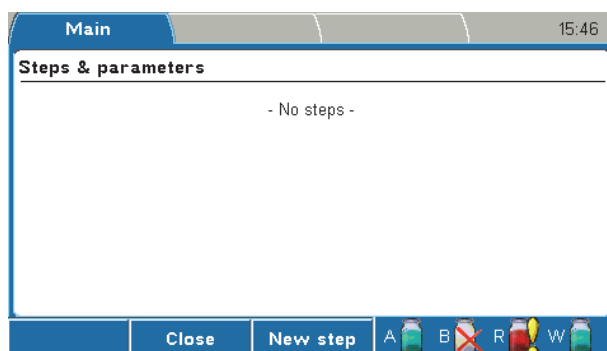 Main
15:46
Steps & parameters
- No steps -
Close
New step
A
B
R
W